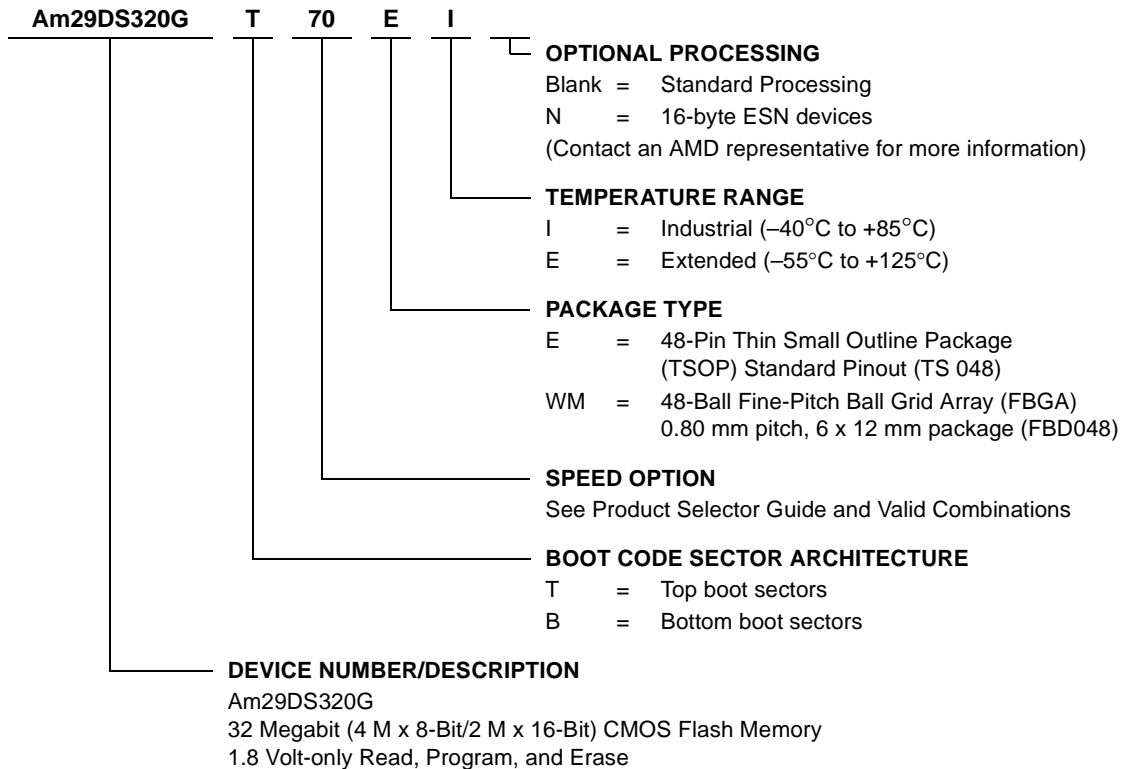 Am29DS320G T 70 E I
OPTIONAL PROCESSING
Blank = Standard Processing
N = 16-byte ESN devices
(Contact an AMD representative for more information)
TEMPERATURE RANGE
I = Industrial (–40°C to +85°C)
E = Extended (–55°C to +125°C)
PACKAGE TYPE
E = 48-Pin Thin Small Outline Package
(TSOP) Standard Pinout (TS 048)
WM = 48-Ball Fine-Pitch Ball Grid Array (FBGA)
0.80 mm pitch, 6 x 12 mm package (FBD048)
SPEED OPTION
See Product Selector Guide and Valid Combinations
BOOT CODE SECTOR ARCHITECTURE
T = Top boot sectors
B = Bottom boot sectors
DEVICE NUMBER/DESCRIPTION
Am29DS320G
32 Megabit (4 M x 8-Bit/2 M x 16-Bit) CMOS Flash Memory
1.8 Volt-only Read, Program, and Erase